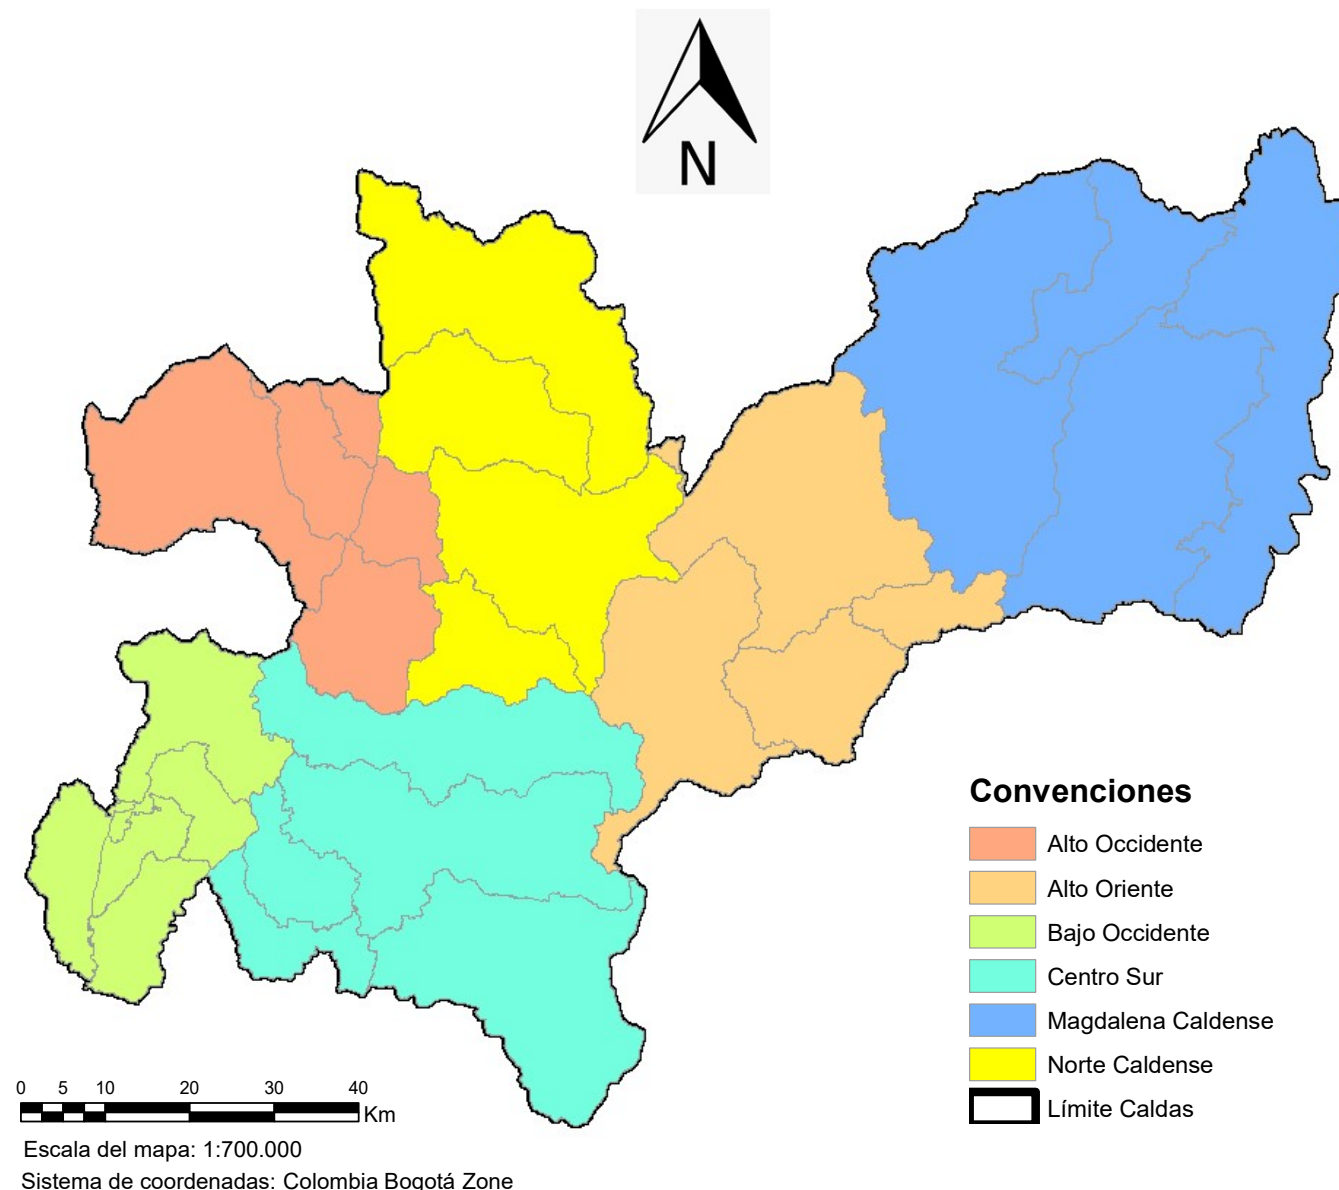 N
Convenciones
Alto Occidente
Alto Oriente
Bajo Occidente
Centro Sur
Magdalena Caldense
Norte Caldense
Límite Caldas
0 5 10 20 30 40
Km
Escala del mapa: 1:700.000
Sistema de coordenadas: Colombia Bogotá Zone